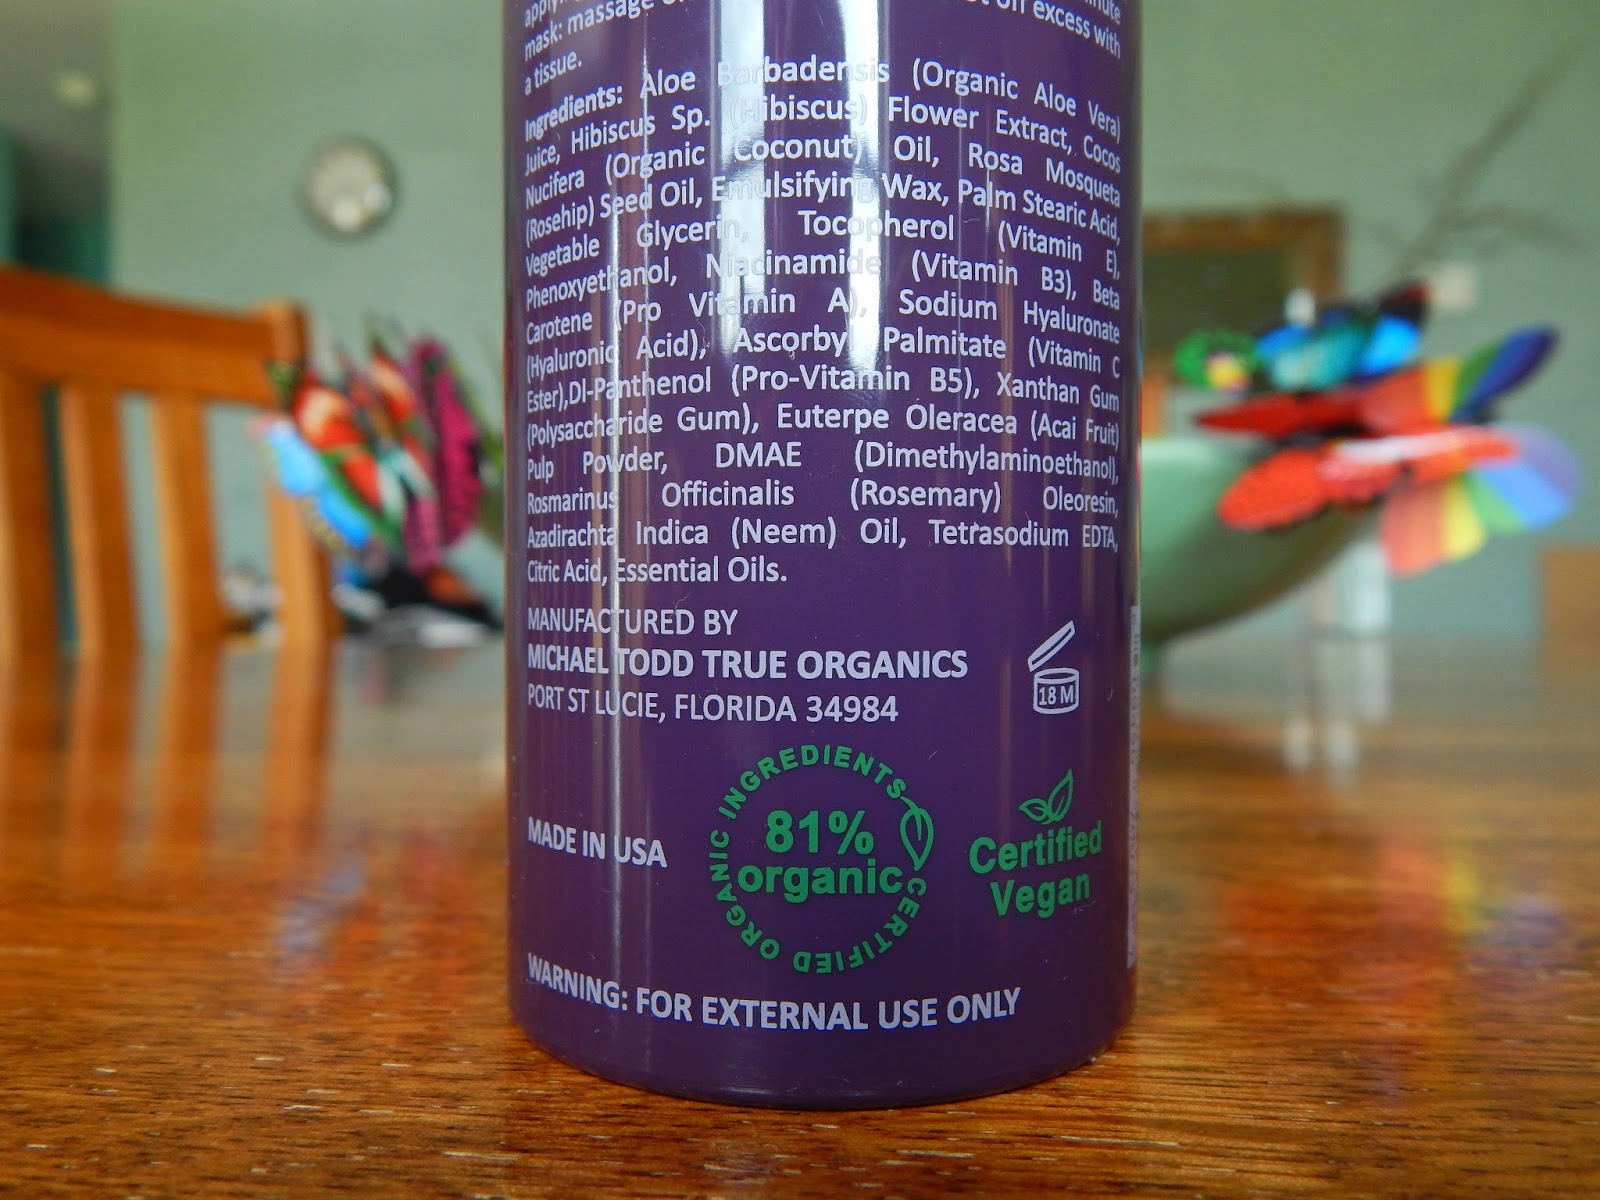 mask: massage
off excess with
a tissue.
Ingredients: Aloe Barbadensis (Organic Aloe Vera)
Juice, Hibiscus Sp. (Hibiscus) Flower Extract, Cocos
Nucifera (Organic Coconut) Oil, Rosa Mosqueta
(Rosehip) Seed Oil, Emulsifying Wax, Palm Stearic Acid,
Vegetable Glycerin, Tocopherol (Vitamin E),
Phenoxyethanol, Niacinamide (Vitamin B3), Beta
Carotene (Pro Vitamin A), Sodium Hyaluronate
(Hyaluronic Acid), Ascorby Palmitate (Vitamin C
Ester),Dl-Panthenol (Pro-Vitamin B5), Xanthan Gum
(Polysaccharide Gum), Euterpe Oleracea (Acai Fruit)
Pulp Powder, DMAE (Dimethylaminoethanol),
Rosmarinus Officinalis (Rosemary) Oleoresin,
Azadirachta Indica (Neem) Oil, Tetrasodium EDTA,
Citric Acid, Essential Oils.
MANUFACTURED BY
MICHAEL TODD TRUE ORGANICS
PORT ST LUCIE, FLORIDA 34984
18 M
MADE IN USA
CERTIFIED ORGANIC INGREDIENTS
81%
organic
Certified
Vegan
WARNING: FOR EXTERNAL USE ONLY